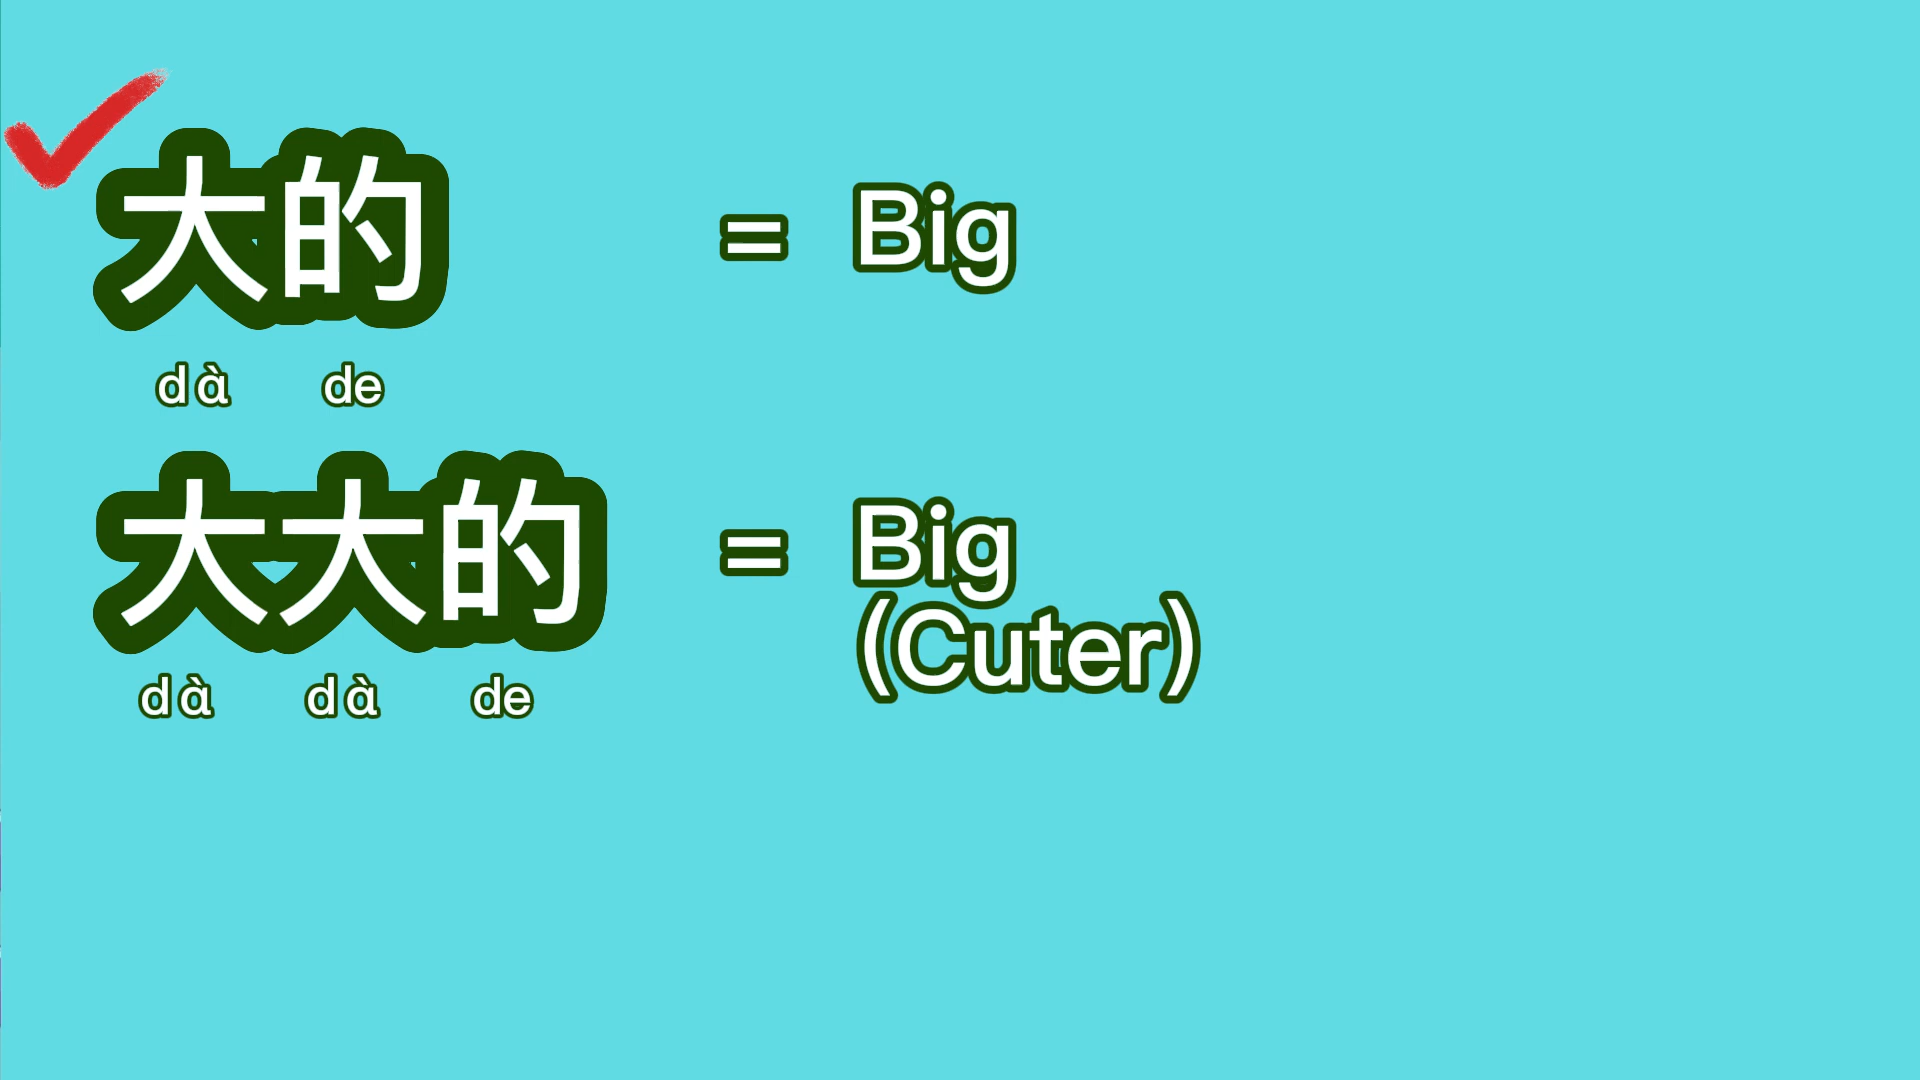 大的 = Big
dà de
大大的 = Big
(Cuter)
dà dà de